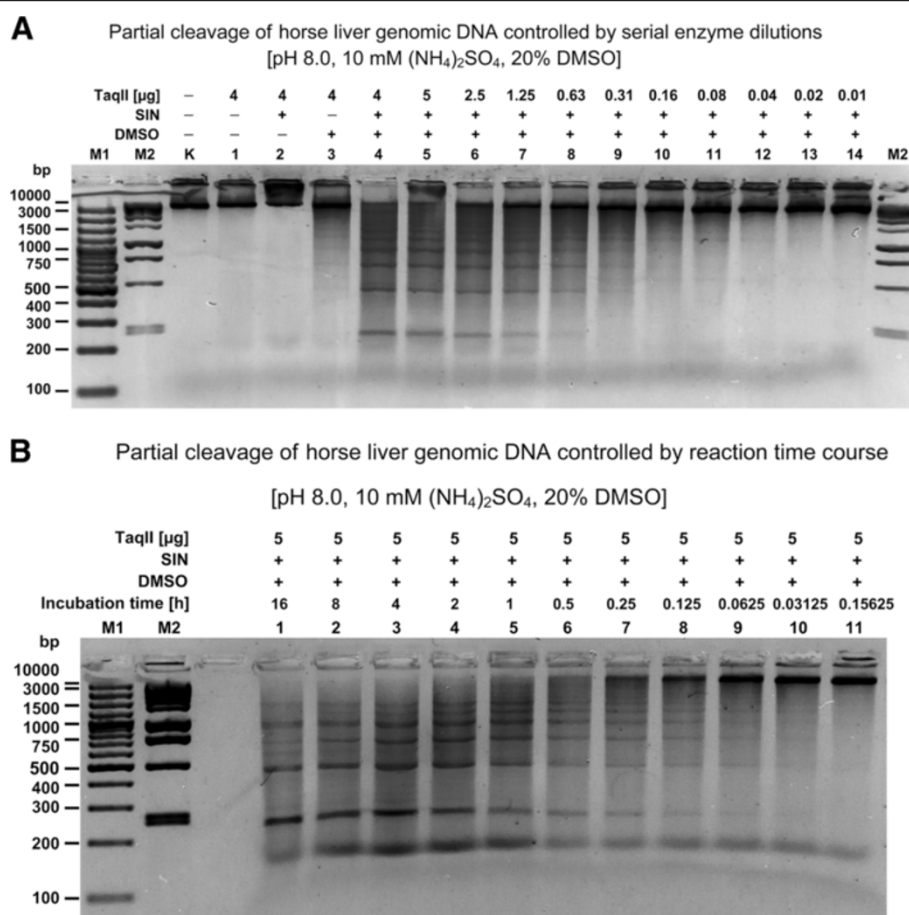 A
Partial cleavage of horse liver genomic DNA controlled by serial enzyme dilutions
[pH 8.0, 10 mM (NH₄)₂SO₄, 20% DMSO]
TaqII [µg] – 4 4 4 4 5 2.5 1.25 0.63 0.31 0.16 0.08 0.04 0.02 0.01
SIN – – + – + + + + + + + + + + +
DMSO – – – + + + + + + + + + + + +
M1 M2 K 1 2 3 4 5 6 7 8 9 10 11 12 13 14 M2
bp
10000
3000
1500
1000
750
500
400
300
200
100
B
Partial cleavage of horse liver genomic DNA controlled by reaction time course
[pH 8.0, 10 mM (NH₄)₂SO₄, 20% DMSO]
TaqII [µg] 5 5 5 5 5 5 5 5 5 5 5
SIN + + + + + + + + + + +
DMSO + + + + + + + + + + +
Incubation time [h] 16 8 4 2 1 0.5 0.25 0.125 0.0625 0.03125 0.15625
M1 M2 1 2 3 4 5 6 7 8 9 10 11
bp
10000
3000
1500
1000
750
500
400
300
200
100